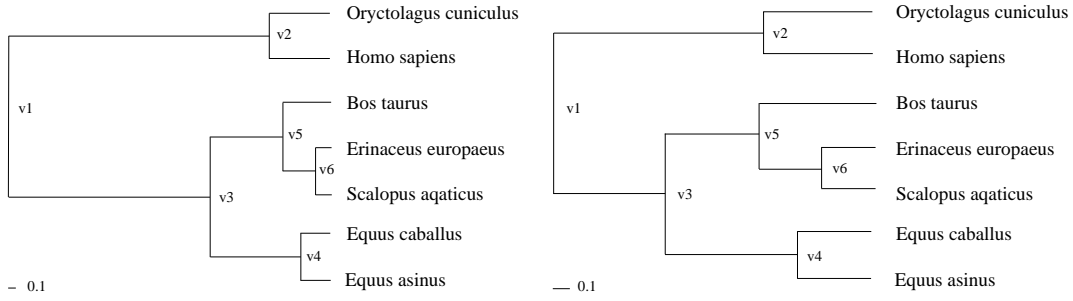 Oryctolagus cuniculus
v2
Homo sapiens
Bos taurus
v1
v5
Erinaceus europaeus
v6
Scalopus aqaticus
v3
Equus caballus
v4
Equus asinus
0.1
Oryctolagus cuniculus
v2
Homo sapiens
Bos taurus
v1
v5
Erinaceus europaeus
v6
Scalopus aqaticus
v3
Equus caballus
v4
Equus asinus
0.1